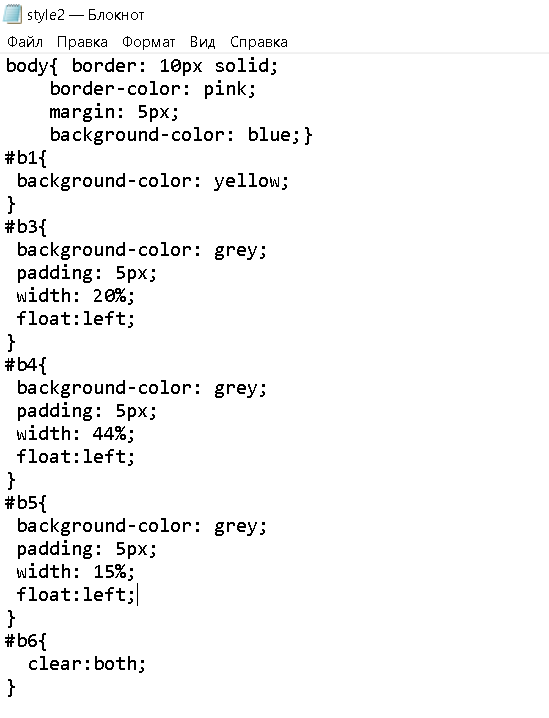 style2 — Блокнот
Файл Правка Формат Вид Справка
body{ border: 10px solid;
    border-color: pink;
    margin: 5px;
    background-color: blue;}
#b1{
 background-color: yellow;
}
#b3{
 background-color: grey;
 padding: 5px;
 width: 20%;
 float:left;
}
#b4{
 background-color: grey;
 padding: 5px;
 width: 44%;
 float:left;
}
#b5{
 background-color: grey;
 padding: 5px;
 width: 15%;
 float:left;
}
#b6{
  clear:both;
}